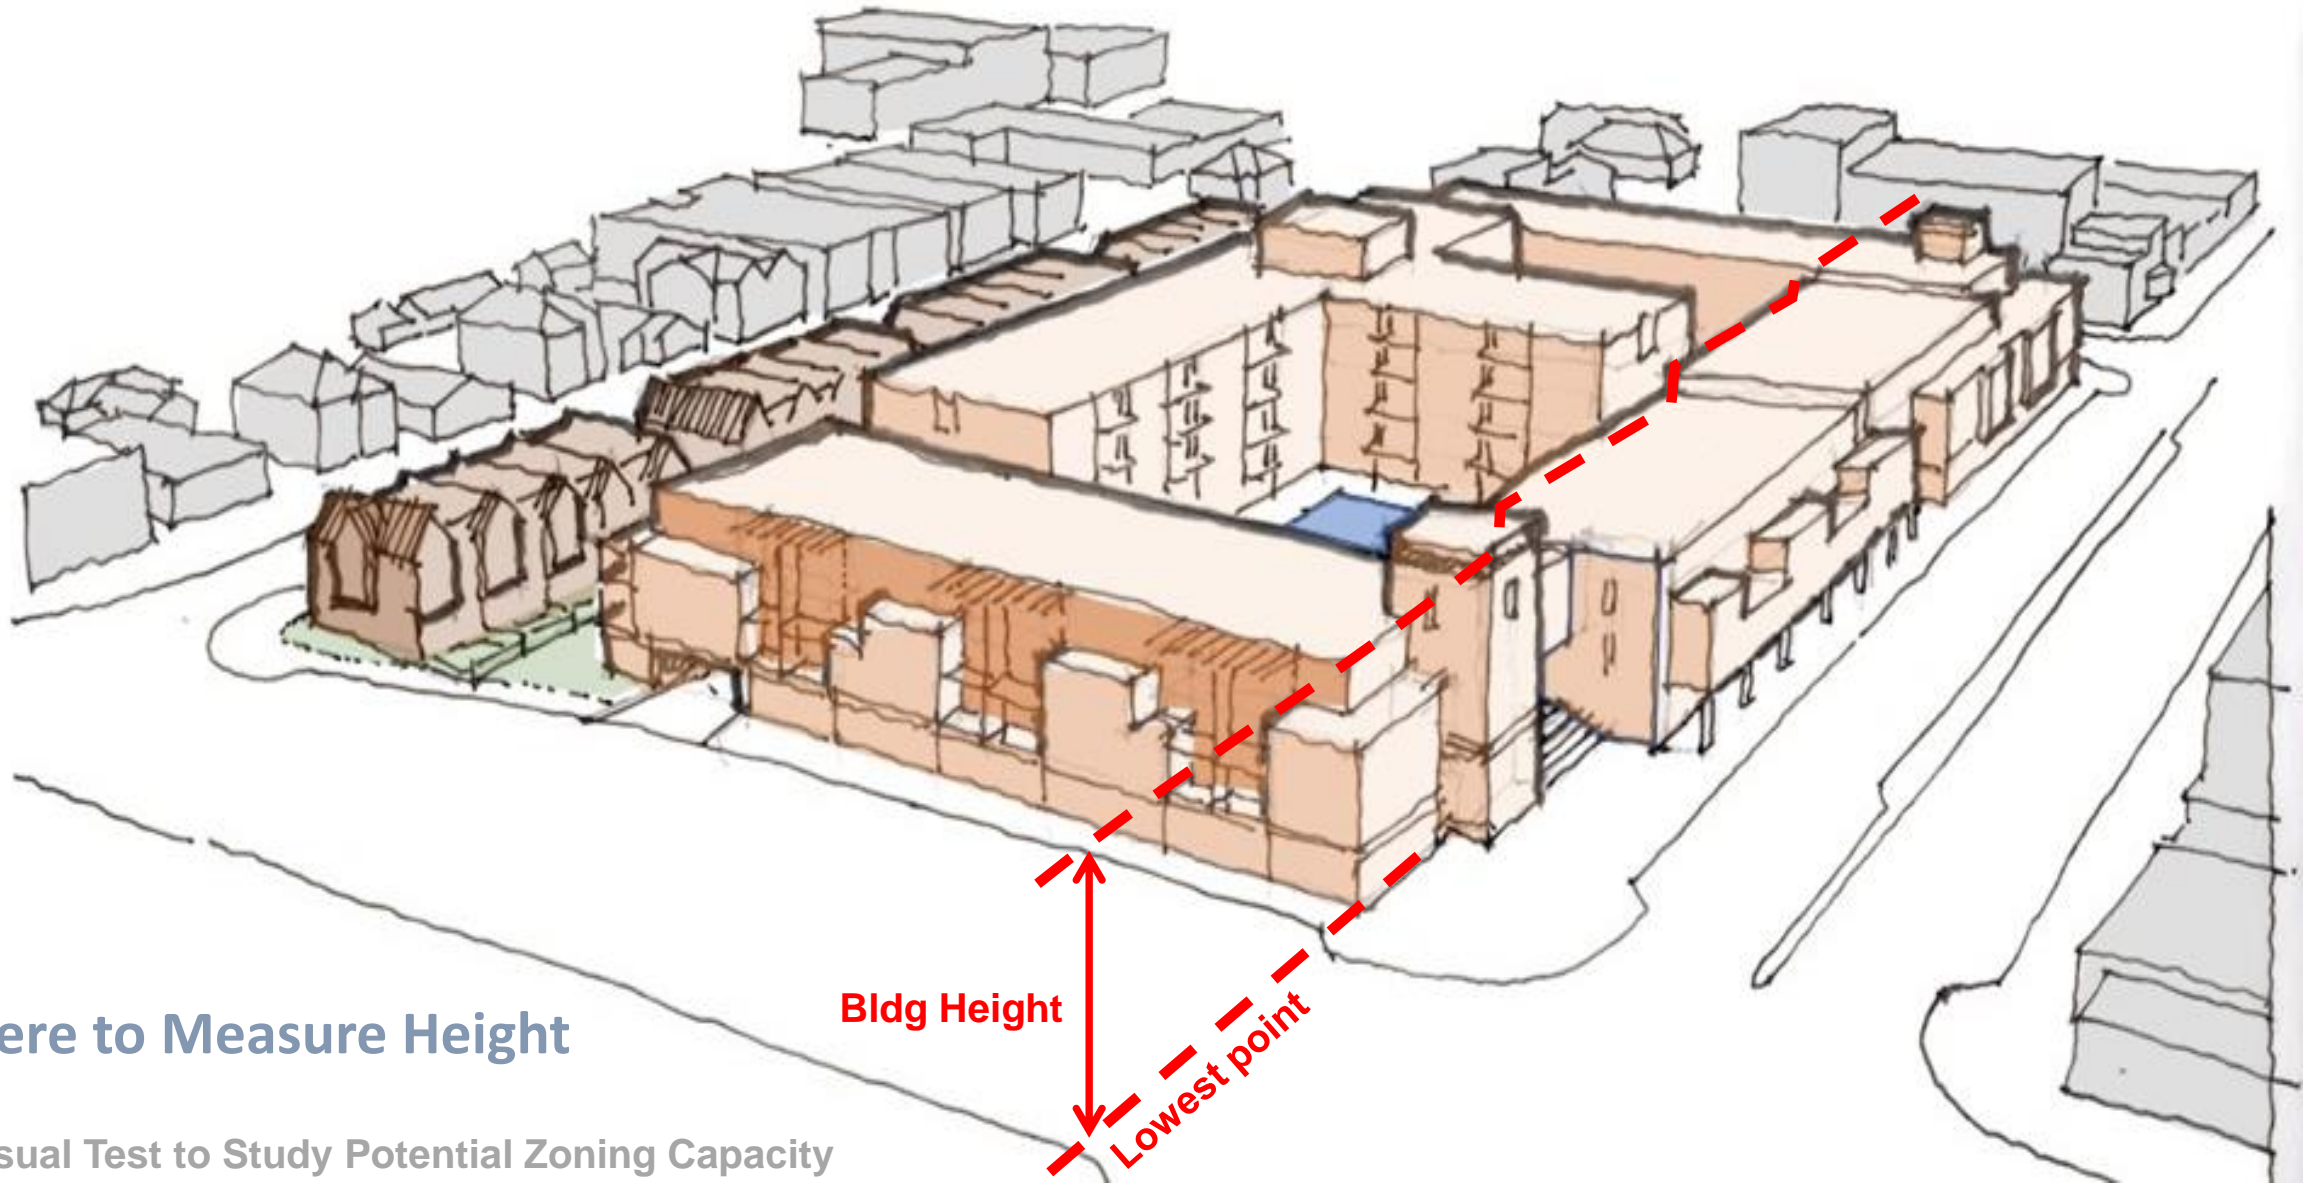 Bldg Height
Lowest point
ere to Measure Height
sual Test to Study Potential Zoning Capacity